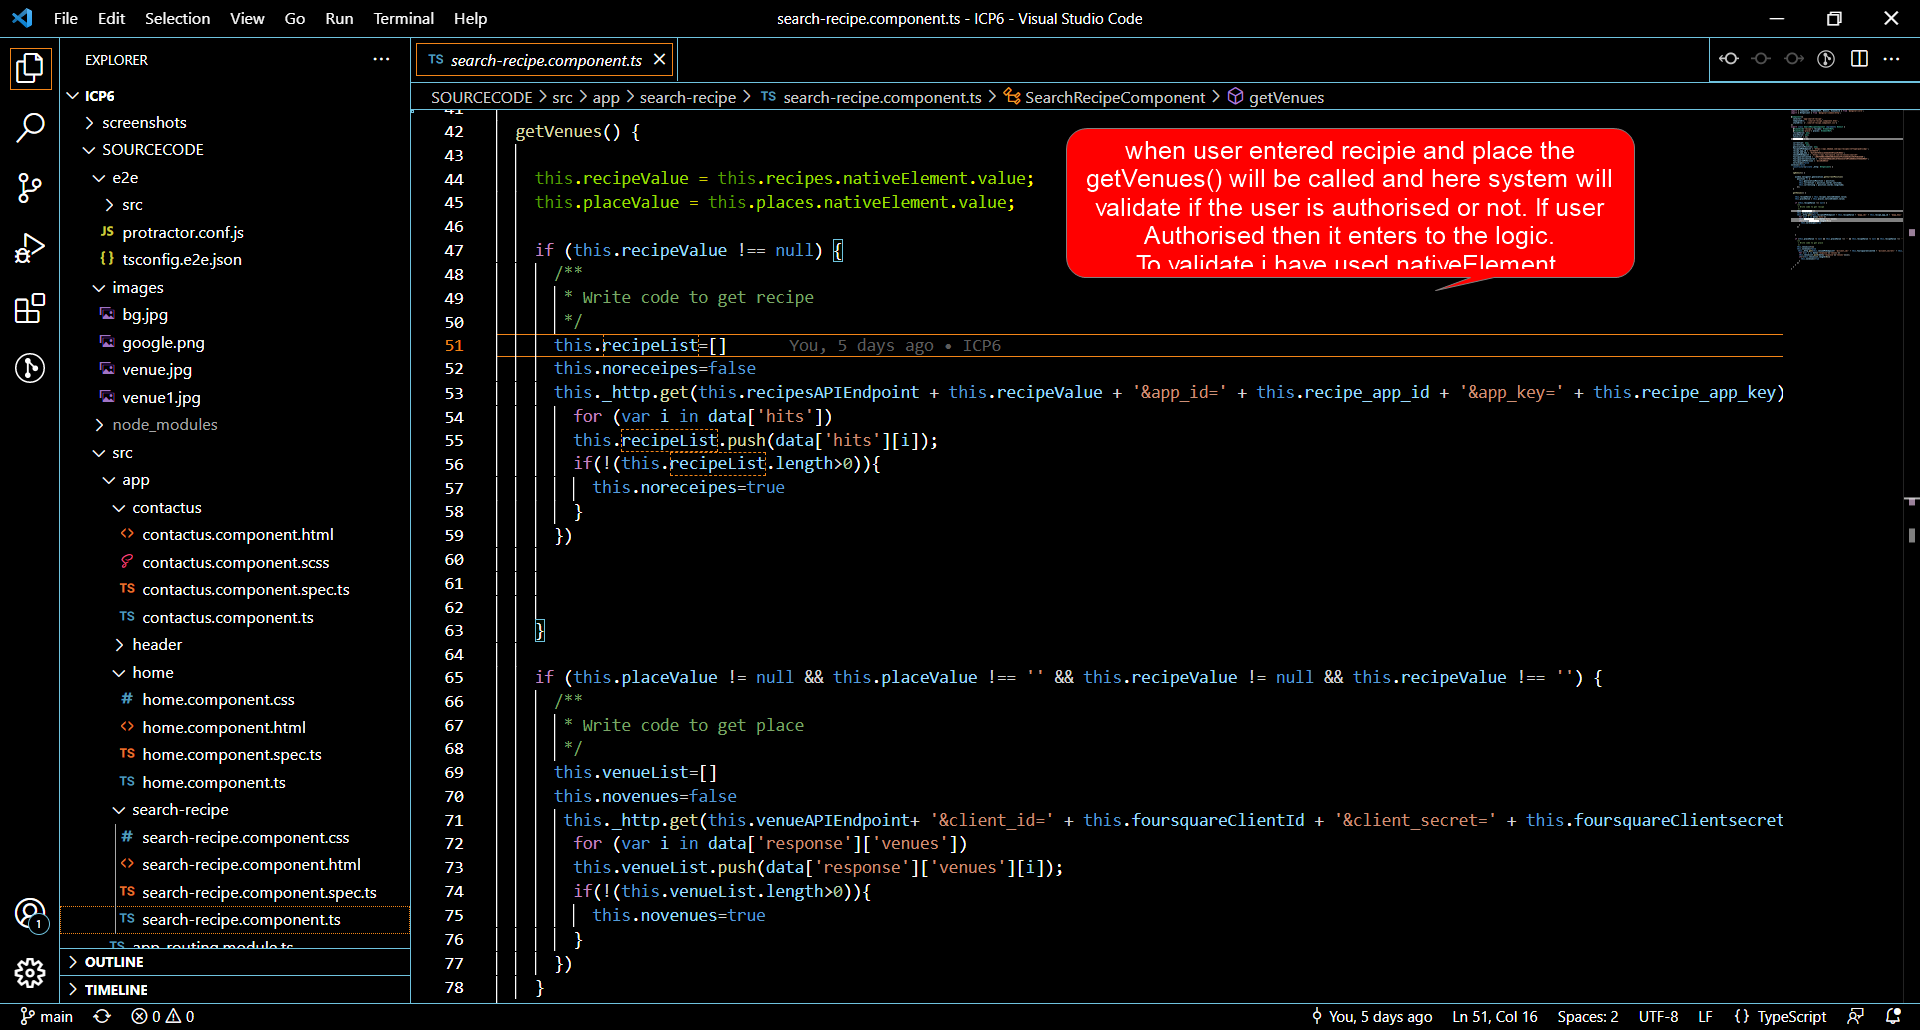 File Edit Selection View Go Run Terminal Help
search-recipe.component.ts - ICP6 - Visual Studio Code
EXPLORER
ICP6
screenshots
SOURCECODE
e2e
src
JS protractor.conf.js
{} tsconfig.e2e.json
images
bg.jpg
google.png
venue.jpg
venue1.jpg
node_modules
src
app
contactus
<> contactus.component.html
contactus.component.scss
TS contactus.component.spec.ts
TS contactus.component.ts
header
home
# home.component.css
<> home.component.html
TS home.component.spec.ts
TS home.component.ts
search-recipe
# search-recipe.component.css
<> search-recipe.component.html
TS search-recipe.component.spec.ts
TS search-recipe.component.ts
TS app-routing.module.ts
OUTLINE
TIMELINE
TS search-recipe.component.ts
SOURCECODE > src > app > search-recipe > TS search-recipe.component.ts > SearchRecipeComponent > getVenues
41
42 getVenues() {
43
44 this.recipeValue = this.recipes.nativeElement.value;
45 this.placeValue = this.places.nativeElement.value;
46
47 if (this.recipeValue !== null) {
48 /**
49 * Write code to get recipe
50 */
51 this.recipeList=[] You, 5 days ago • ICP6
52 this.noreceipes=false
53 this._http.get(this.recipesAPIEndpoint + this.recipeValue + '&app_id=' + this.recipe_app_id + '&app_key=' + this.recipe_app_key)
54 for (var i in data['hits'])
55 this.recipeList.push(data['hits'][i]);
56 if(!(this.recipeList.length>0)){
57 this.noreceipes=true
58 }
59 })
60
61
62
63 }
64
65 if (this.placeValue != null && this.placeValue !== '' && this.recipeValue != null && this.recipeValue !== '') {
66 /**
67 * Write code to get place
68 */
69 this.venueList=[]
70 this.novenues=false
71 this._http.get(this.venueAPIEndpoint+ '&client_id=' + this.foursquareClientId + '&client_secret=' + this.foursquareClientsecret
72 for (var i in data['response']['venues'])
73 this.venueList.push(data['response']['venues'][i]);
74 if(!(this.venueList.length>0)){
75 this.novenues=true
76 }
77 })
78 }
when user entered recipie and place the
getVenues() will be called and here system will
validate if the user is authorised or not. If user
Authorised then it enters to the logic.
To validate i have used nativeElement
1
main 0 0
You, 5 days ago Ln 51, Col 16 Spaces: 2 UTF-8 LF {} TypeScript